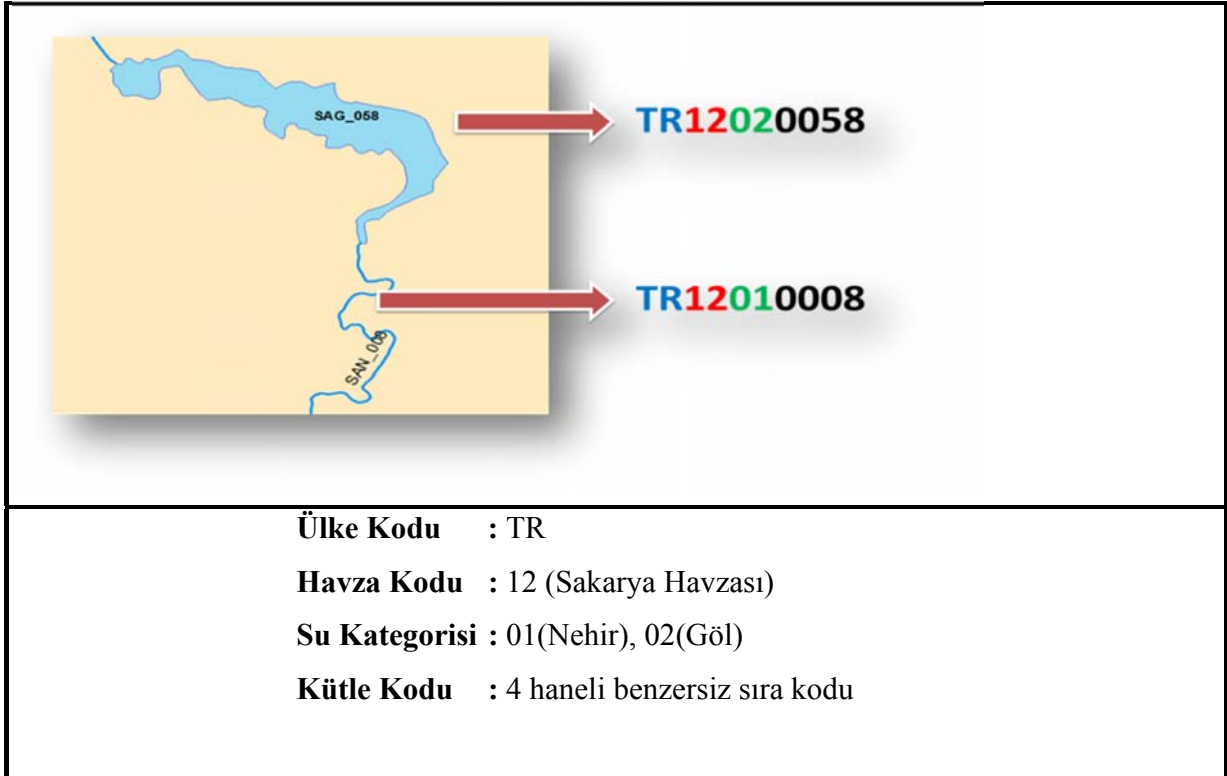 SAG_058
TR12020058
TR12010008
SAN_008
Ülke Kodu : TR
Havza Kodu : 12 (Sakarya Havzası)
Su Kategorisi : 01(Nehir), 02(Göl)
Kütle Kodu : 4 haneli benzersiz sıra kodu